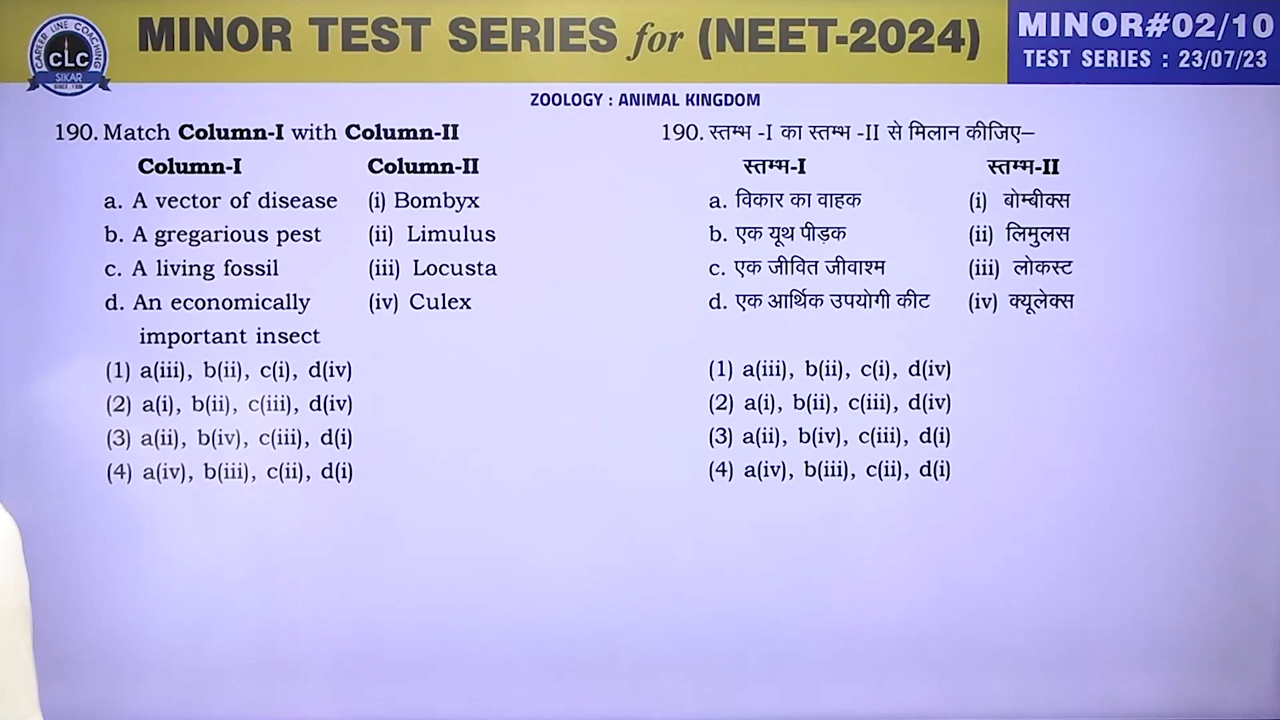 CAREER LINE COACHING
CLC
SIKAR
MINOR TEST SERIES for (NEET-2024)
MINOR#02/10
TEST SERIES : 23/07/23
ZOOLOGY : ANIMAL KINGDOM
190. Match Column-I with Column-II
Column-I Column-II
a. A vector of disease (i) Bombyx
b. A gregarious pest (ii) Limulus
c. A living fossil (iii) Locusta
d. An economically (iv) Culex
important insect
(1) a(iii), b(ii), c(i), d(iv)
(2) a(i), b(ii), c(iii), d(iv)
(3) a(ii), b(iv), c(iii), d(i)
(4) a(iv), b(iii), c(ii), d(i)
190. स्तम्भ -I का स्तम्भ -II से मिलान कीजिए–
स्तम्भ-I स्तम्भ-II
a. विकार का वाहक (i) बोम्बीक्स
b. एक यूथ पीड़क (ii) लिमुलस
c. एक जीवित जीवाश्म (iii) लोकस्ट
d. एक आर्थिक उपयोगी कीट (iv) क्यूलेक्स
(1) a(iii), b(ii), c(i), d(iv)
(2) a(i), b(ii), c(iii), d(iv)
(3) a(ii), b(iv), c(iii), d(i)
(4) a(iv), b(iii), c(ii), d(i)